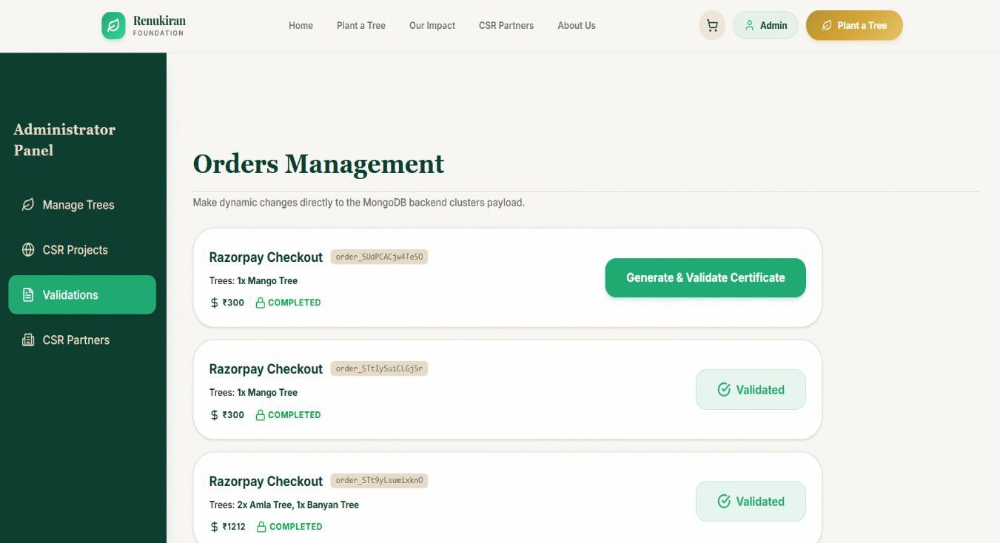 Renukiran
FOUNDATION
Home Plant a Tree Our Impact CSR Partners About Us
Admin
Plant a Tree
Administrator
Panel
Manage Trees
CSR Projects
Validations
CSR Partners
Orders Management
Make dynamic changes directly to the MongoDB backend clusters payload.
Razorpay Checkout order_SUdPCACjw4TeSO
Trees: 1x Mango Tree
$ ₹300 COMPLETED
Generate & Validate Certificate
Razorpay Checkout order_STtIySuiCLGj5r
Trees: 1x Mango Tree
$ ₹300 COMPLETED
Validated
Razorpay Checkout order_STt9yLsumixknO
Trees: 2x Amla Tree, 1x Banyan Tree
$ ₹1212 COMPLETED
Validated